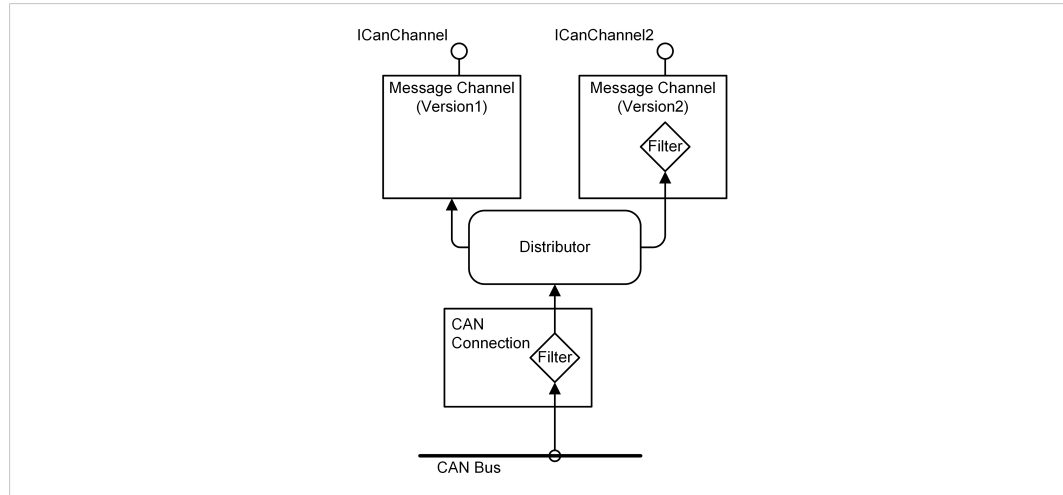 ICanChannel
ICanChannel2
Message Channel
(Version1)
Message Channel
(Version2)
Filter
Distributor
CAN
Connection
Filter
CAN Bus